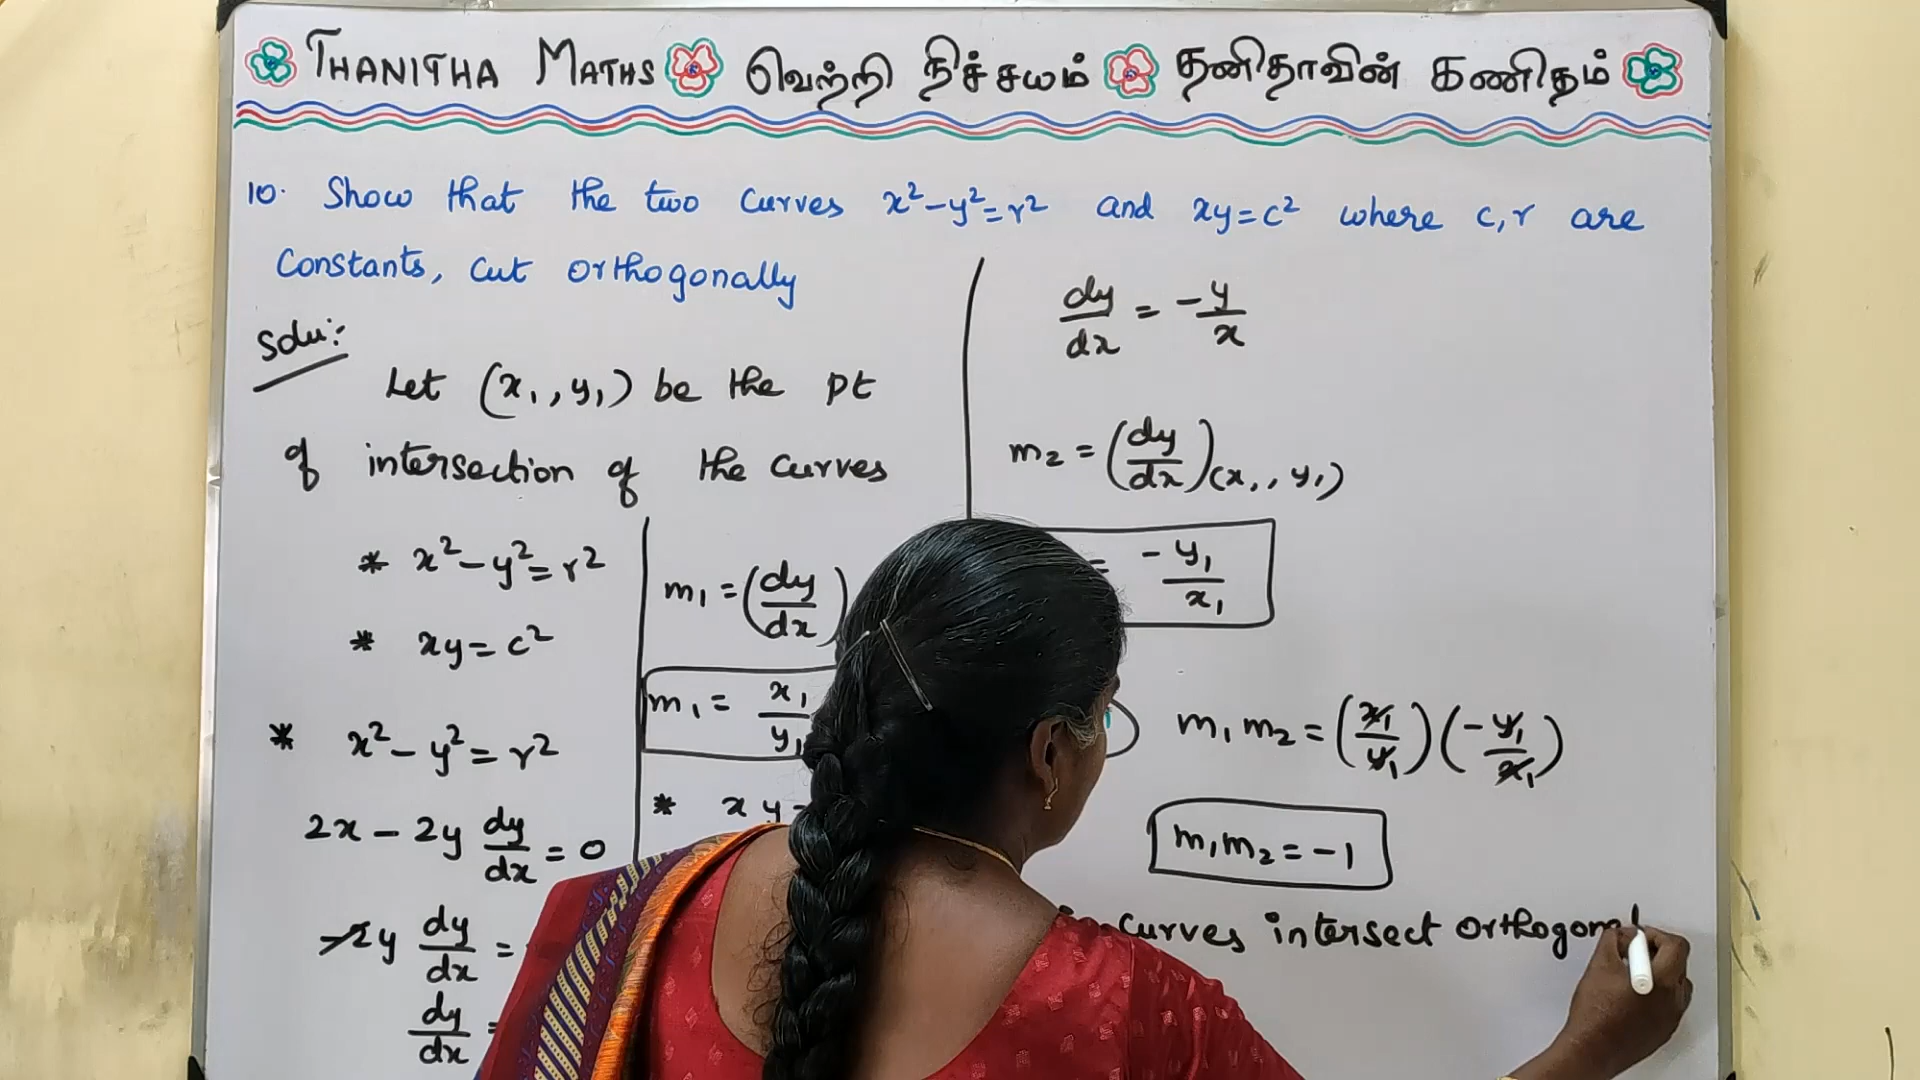 THANITHA MATHS வெற்றி நிச்சயம் தனிதாவின் கணிதம்
10. Show that the two curves x²-y²=r² and xy=c² where c,r are
Constants, cut orthogonally
Solu:
Let (x₁, y₁) be the pt
of intersection of the curves
* x²-y²=r²
* xy=c²
* x²-y²=r²
2x-2y dy/dx=0
-2y dy/dx=
dy/dx
m₁=(dy/dx)
m₁= x₁/y₁
* xy
dy/dx = -y/x
m₂=(dy/dx)(x₁, y₁)
= -y₁/x₁
m₁m₂=(x₁/y₁)(-y₁/x₁)
m₁m₂=-1
curves intersect